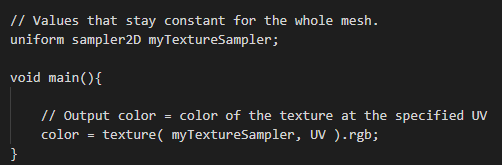 // Values that stay constant for the whole mesh.
uniform sampler2D myTextureSampler;
void main(){
// Output color = color of the texture at the specified UV
color = texture( myTextureSampler, UV ).rgb;
}